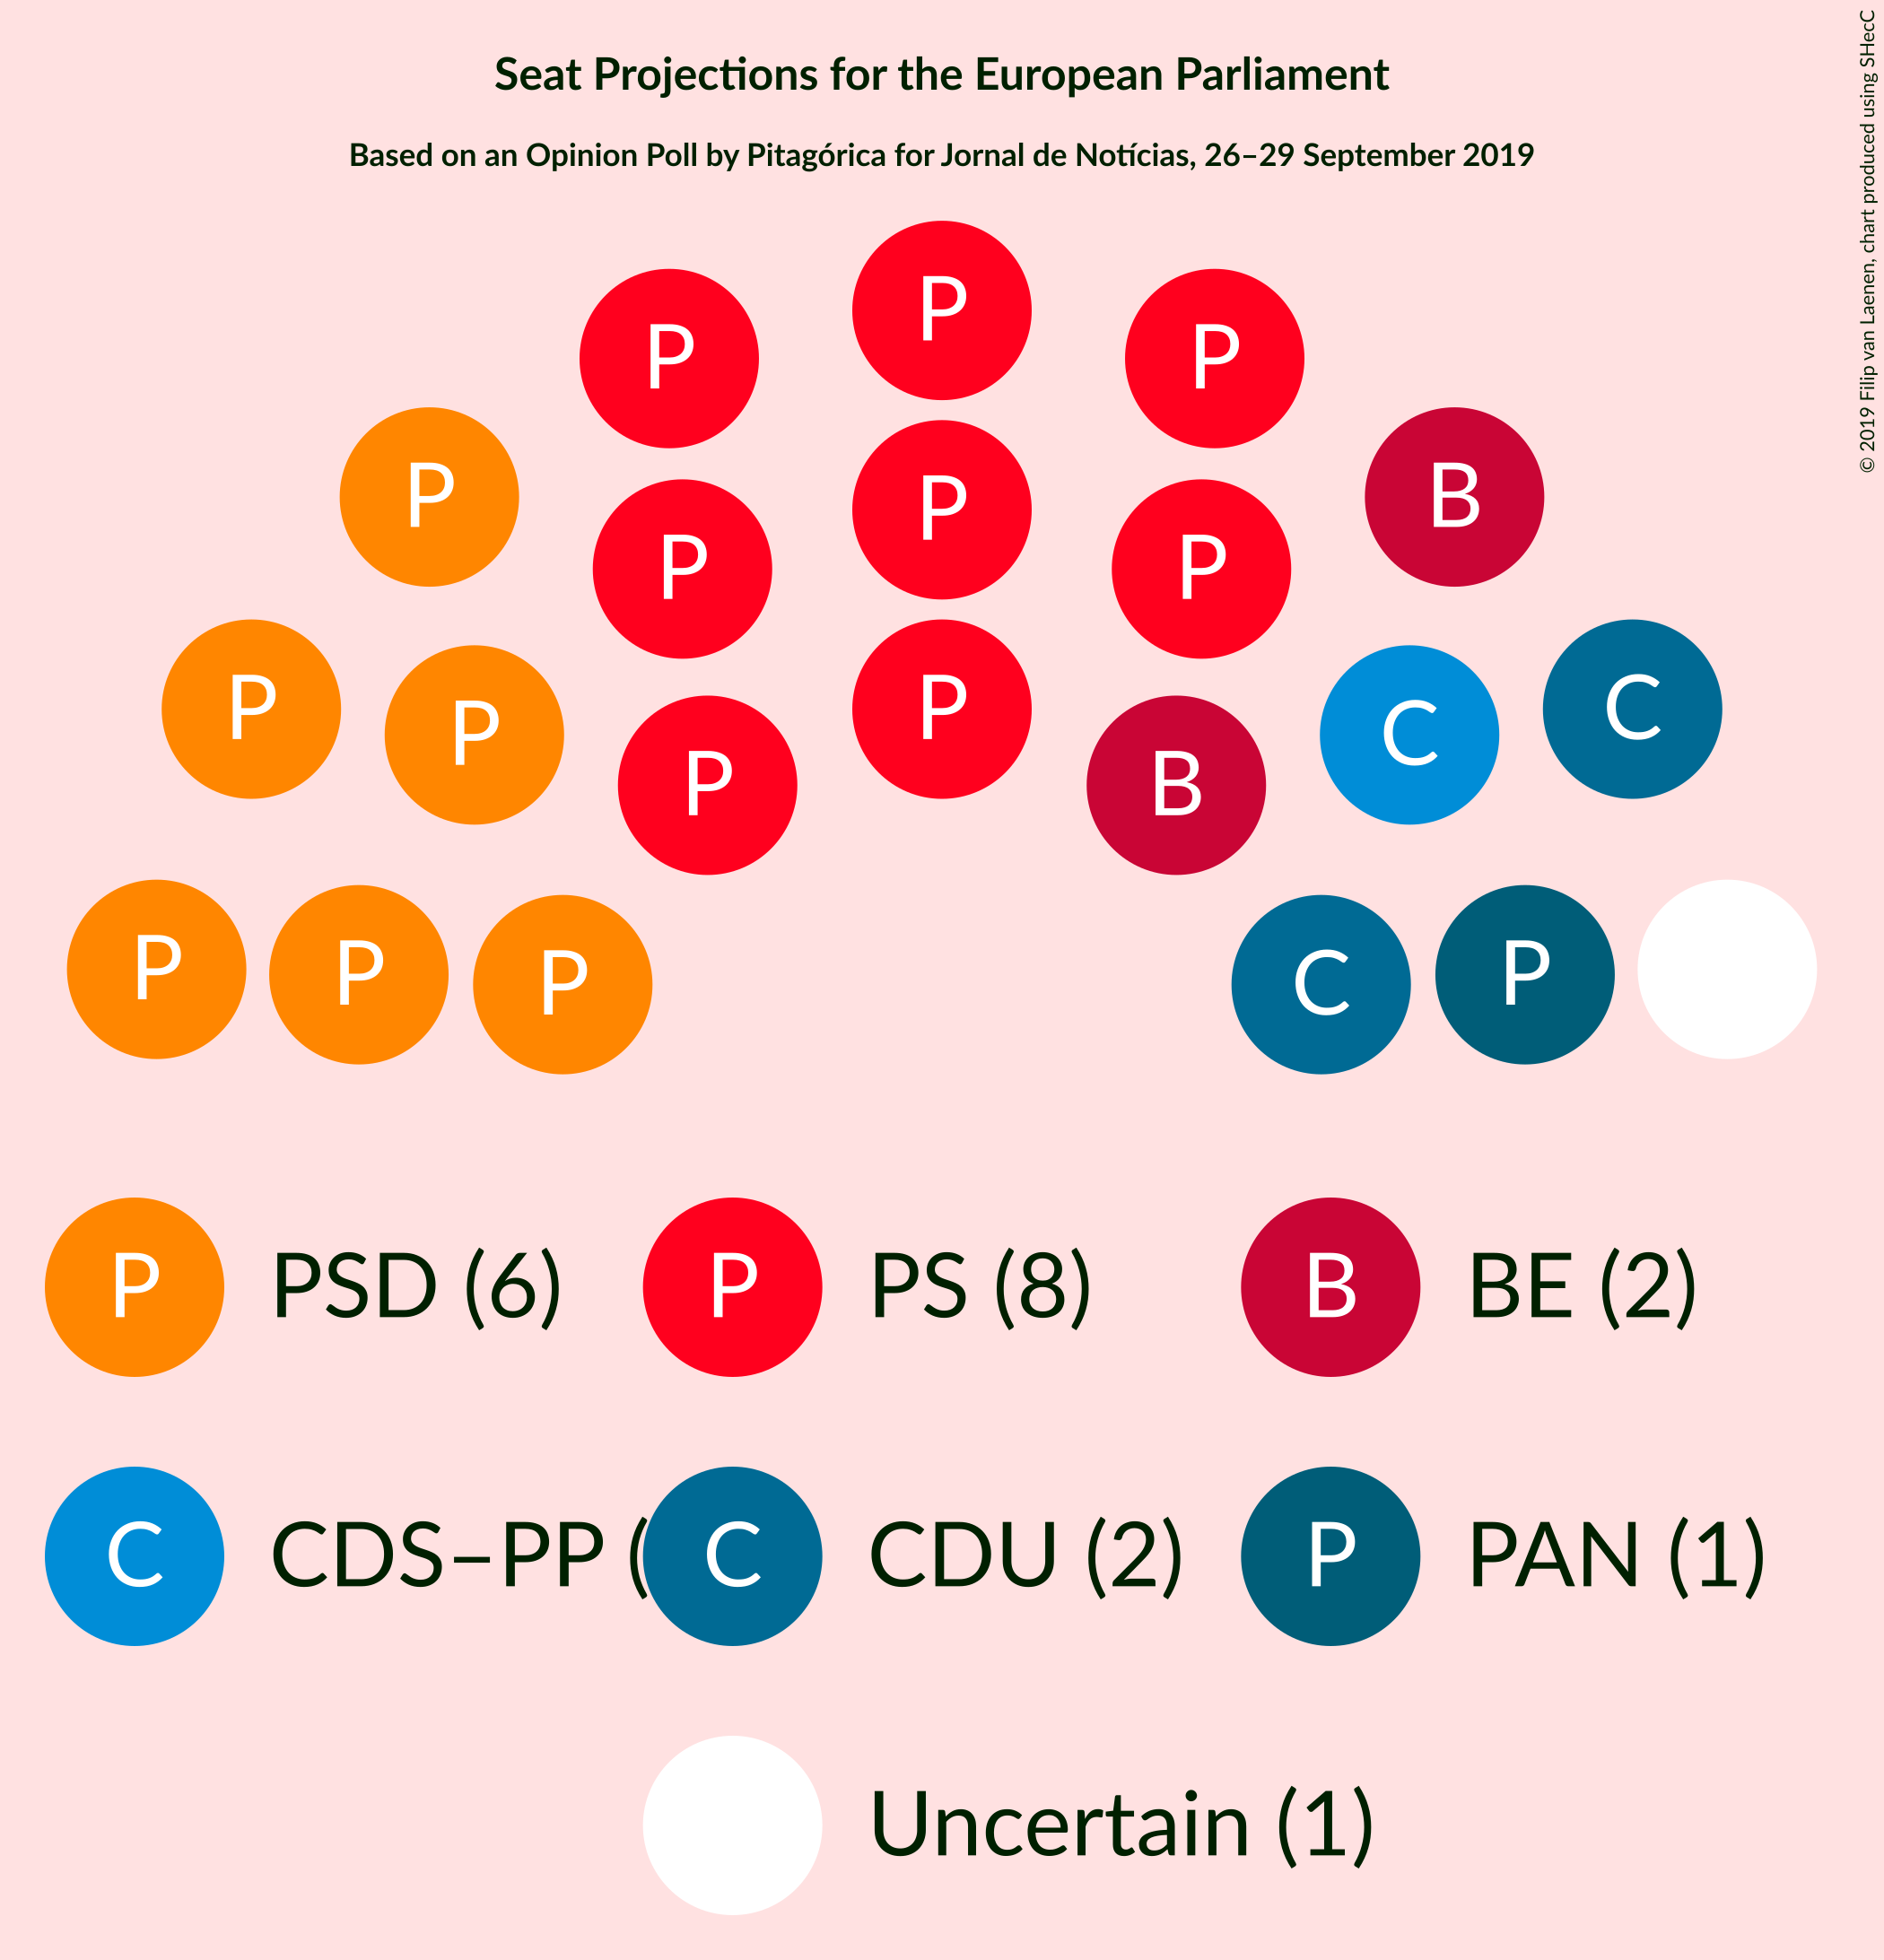 Seat Projections for the European Parliament
Based on an Opinion Poll by Pitagórica for Jornal de Notícias, 26–29 September 2019
© 2019 Filip van Laenen, chart produced using SHecC
P
P
P
P
P
B
P
P
P
P
P
C
C
P
P
B
P
P
P
C
P
P PSD (6) P PS (8) B BE (2)
C CDS–PP ( C CDU (2) P PAN (1)
Uncertain (1)